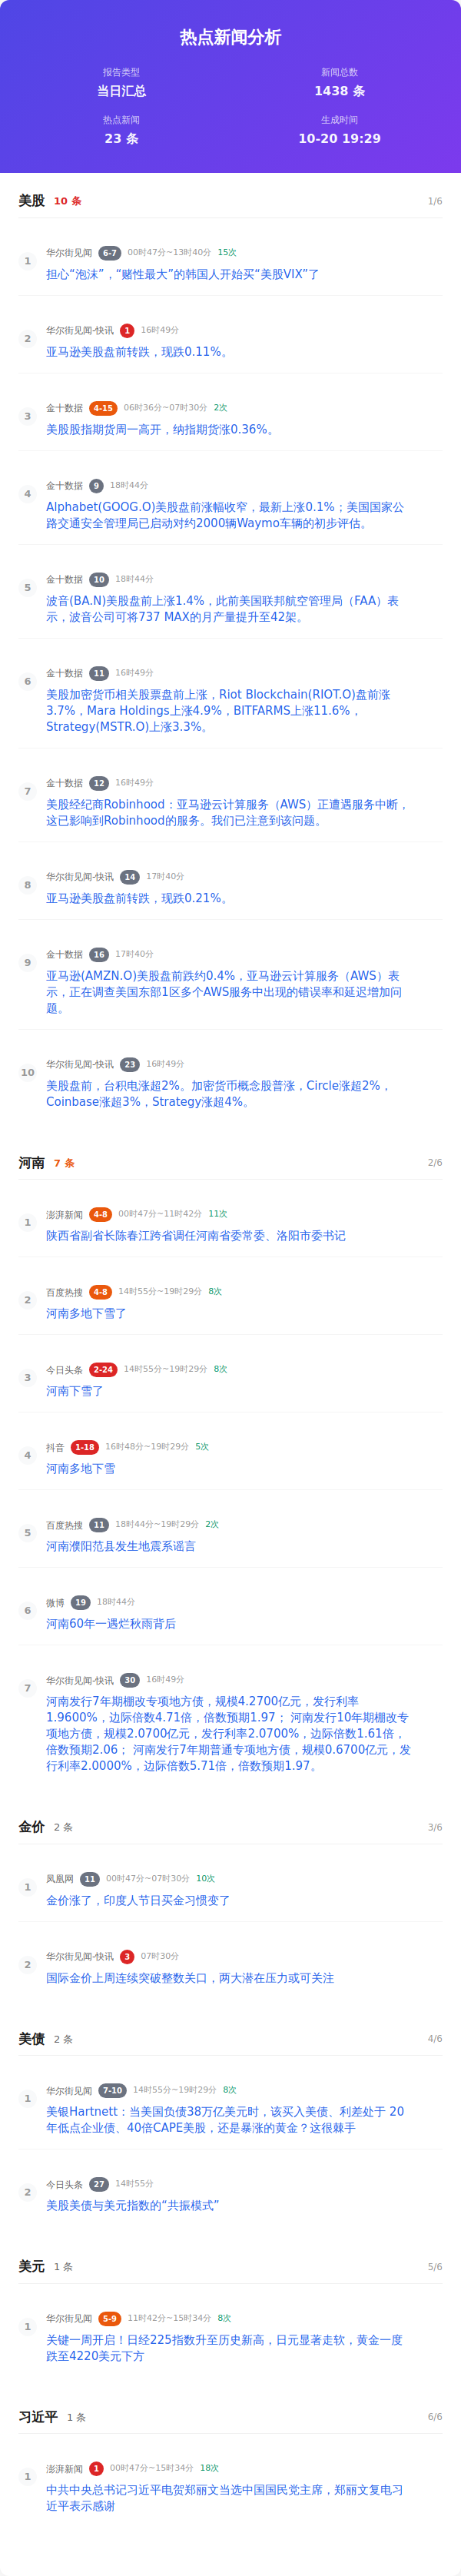 热点新闻分析
报告类型
新闻总数
当日汇总
1438 条
热点新闻
生成时间
23 条
10-20 19:29
美股 10 条 1/6
1
华尔街见闻 6-7 00时47分~13时40分 15次
担心“泡沫”，“赌性最大”的韩国人开始买“美股VIX”了
2
华尔街见闻-快讯 1 16时49分
亚马逊美股盘前转跌，现跌0.11%。
3
金十数据 4-15 06时36分~07时30分 2次
美股股指期货周一高开，纳指期货涨0.36%。
4
金十数据 9 18时44分
Alphabet(GOOG.O)美股盘前涨幅收窄，最新上涨0.1%；美国国家公
路交通安全管理局已启动对约2000辆Waymo车辆的初步评估。
5
金十数据 10 18时44分
波音(BA.N)美股盘前上涨1.4%，此前美国联邦航空管理局（FAA）表
示，波音公司可将737 MAX的月产量提升至42架。
6
金十数据 11 16时49分
美股加密货币相关股票盘前上涨，Riot Blockchain(RIOT.O)盘前涨
3.7%，Mara Holdings上涨4.9%，BITFARMS上涨11.6%，
Strategy(MSTR.O)上涨3.3%。
7
金十数据 12 16时49分
美股经纪商Robinhood：亚马逊云计算服务（AWS）正遭遇服务中断，
这已影响到Robinhood的服务。我们已注意到该问题。
8
华尔街见闻-快讯 14 17时40分
亚马逊美股盘前转跌，现跌0.21%。
9
金十数据 16 17时40分
亚马逊(AMZN.O)美股盘前跌约0.4%，亚马逊云计算服务（AWS）表
示，正在调查美国东部1区多个AWS服务中出现的错误率和延迟增加问
题。
10
华尔街见闻-快讯 23 16时49分
美股盘前，台积电涨超2%。加密货币概念股普涨，Circle涨超2%，
Coinbase涨超3%，Strategy涨超4%。
河南 7 条 2/6
1
澎湃新闻 4-8 00时47分~11时42分 11次
陕西省副省长陈春江跨省调任河南省委常委、洛阳市委书记
2
百度热搜 4-8 14时55分~19时29分 8次
河南多地下雪了
3
今日头条 2-24 14时55分~19时29分 8次
河南下雪了
4
抖音 1-18 16时48分~19时29分 5次
河南多地下雪
5
百度热搜 11 18时44分~19时29分 2次
河南濮阳范县发生地震系谣言
6
微博 19 18时44分
河南60年一遇烂秋雨背后
7
华尔街见闻-快讯 30 16时49分
河南发行7年期棚改专项地方债，规模4.2700亿元，发行利率
1.9600%，边际倍数4.71倍，倍数预期1.97； 河南发行10年期棚改专
项地方债，规模2.0700亿元，发行利率2.0700%，边际倍数1.61倍，
倍数预期2.06； 河南发行7年期普通专项地方债，规模0.6700亿元，发
行利率2.0000%，边际倍数5.71倍，倍数预期1.97。
金价 2 条 3/6
1
凤凰网 11 00时47分~07时30分 10次
金价涨了，印度人节日买金习惯变了
2
华尔街见闻-快讯 3 07时30分
国际金价上周连续突破整数关口，两大潜在压力或可关注
美债 2 条 4/6
1
华尔街见闻 7-10 14时55分~19时29分 8次
美银Hartnett：当美国负债38万亿美元时，该买入美债、利差处于 20
年低点企业债、40倍CAPE美股，还是暴涨的黄金？这很棘手
2
今日头条 27 14时55分
美股美债与美元指数的“共振模式”
美元 1 条 5/6
1
华尔街见闻 5-9 11时42分~15时34分 8次
关键一周开启！日经225指数升至历史新高，日元显著走软，黄金一度
跌至4220美元下方
习近平 1 条 6/6
1
澎湃新闻 1 00时47分~15时34分 18次
中共中央总书记习近平电贺郑丽文当选中国国民党主席，郑丽文复电习
近平表示感谢